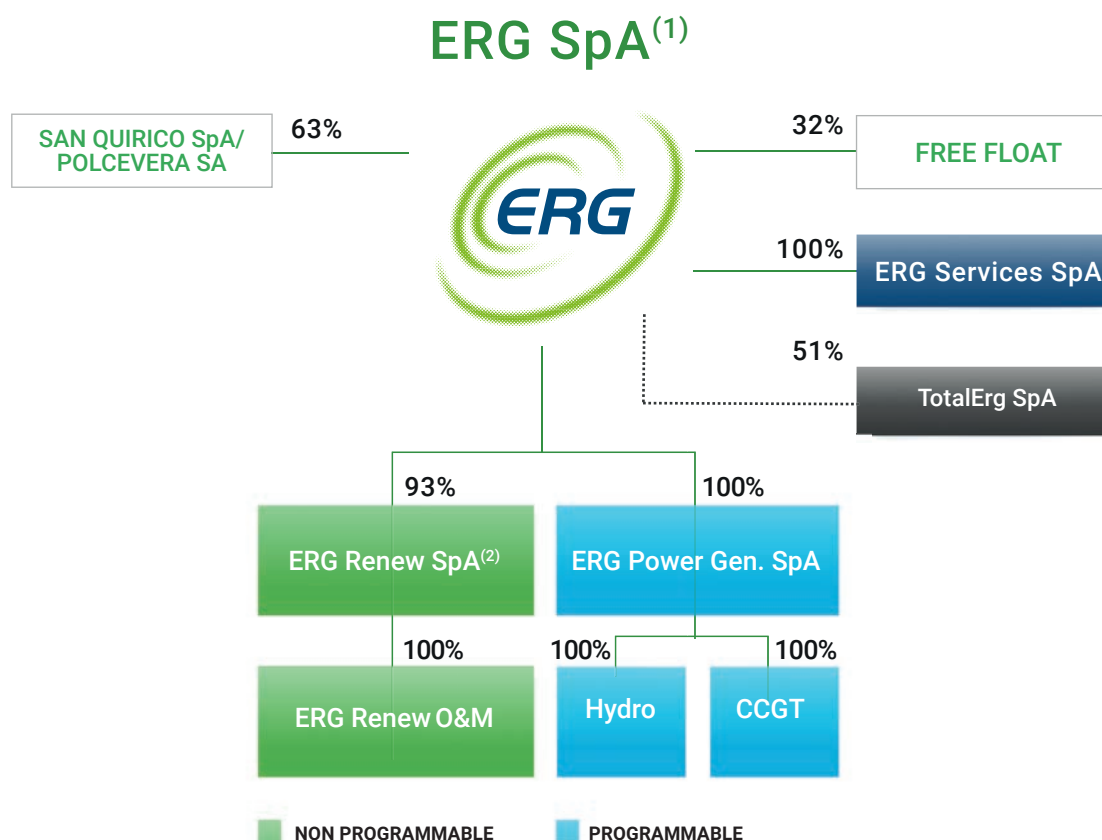 ERG SpA(1)
SAN QUIRICO SpA/
POLCEVERA SA
63%
ERG
32%
FREE FLOAT
100%
ERG Services SpA
51%
TotalErg SpA
93%
100%
ERG Renew SpA(2)
ERG Power Gen. SpA
100%
100%
100%
ERG Renew O&M
Hydro
CCGT
NON PROGRAMMABLE
PROGRAMMABLE